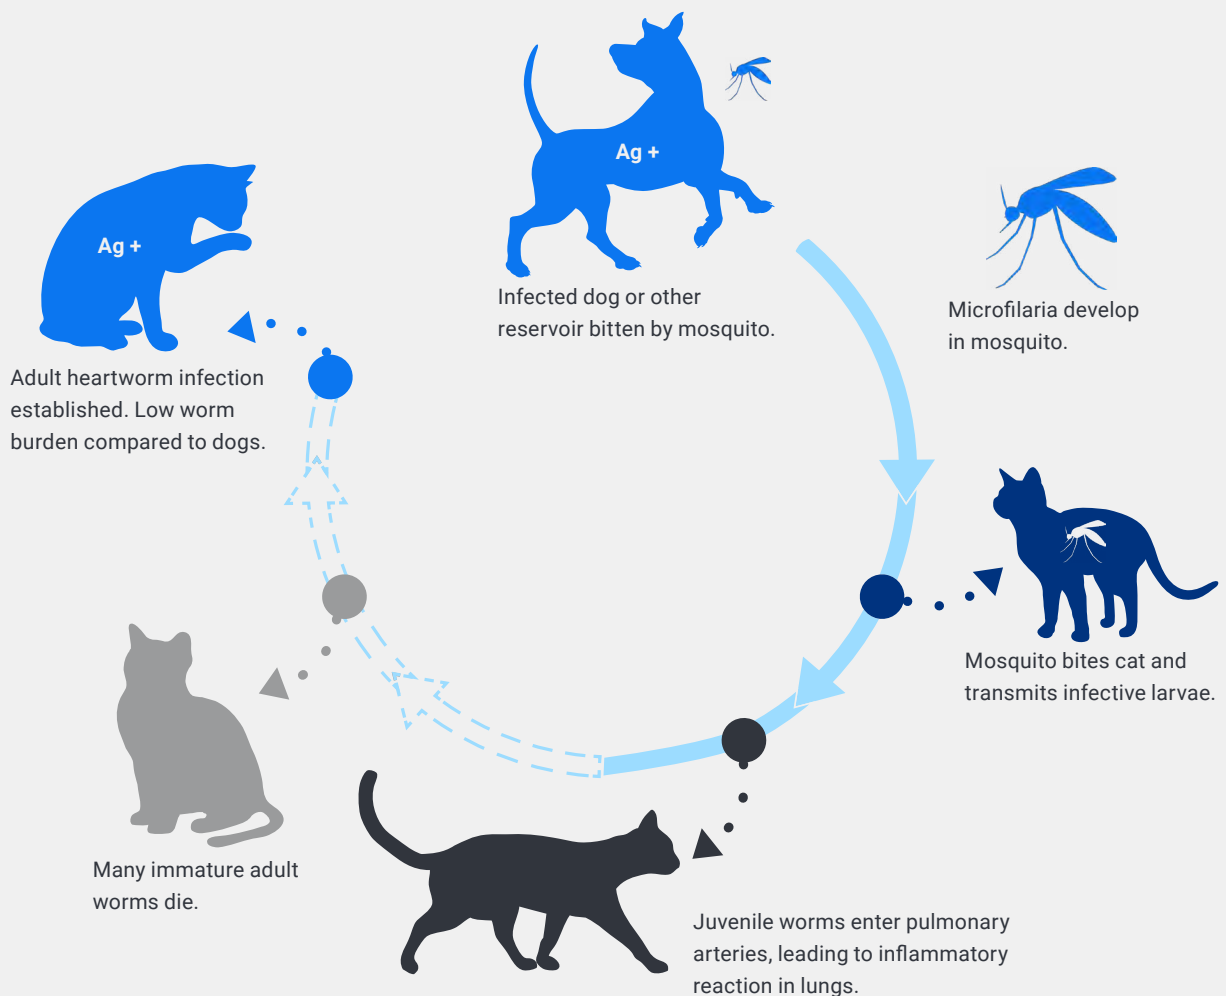 Ag +
Infected dog or other
reservoir bitten by mosquito.
Microfilaria develop
in mosquito.
Mosquito bites cat and
transmits infective larvae.
Juvenile worms enter pulmonary
arteries, leading to inflammatory
reaction in lungs.
Many immature adult
worms die.
Ag +
Adult heartworm infection
established. Low worm
burden compared to dogs.